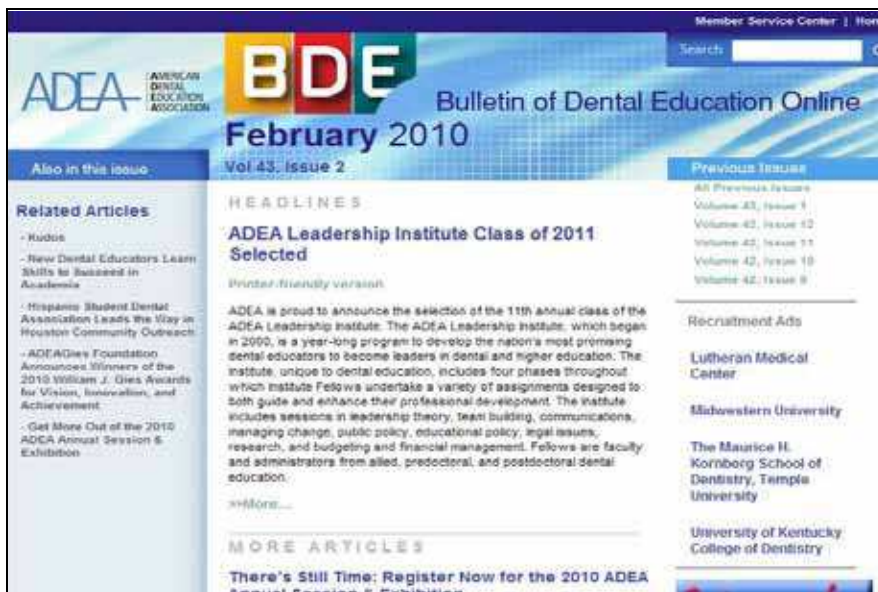 Member Service Center | Hom
Search
ADEA AMERICAN
DENTAL
EDUCATION
ASSOCIATION
BDE
Bulletin of Dental Education Online
February 2010
Vol 43, Issue 2
Also in this issue
Related Articles
- Kudos
- New Dental Educators Learn
Skills to Succeed in
Academia
- Hispanic Student Dental
Association Leads the Way in
Houston Community Outreach
- ADEAGies Foundation
Announces Winners of the
2010 William J. Gies Awards
for Vision, Innovation, and
Achievement
- Get More Out of the 2010
ADEA Annual Session &
Exhibition
HEADLINES
ADEA Leadership Institute Class of 2011
Selected
Printer-friendly version
ADEA is proud to announce the selection of the 11th annual class of the
ADEA Leadership Institute. The ADEA Leadership Institute, which began
in 2000, is a year-long program to develop the nation's most promising
dental educators to become leaders in dental and higher education. The
institute, unique to dental education, includes four phases throughout
which Institute Fellows undertake a variety of assignments designed to
both guide and enhance their professional development. The institute
includes sessions in leadership theory, team building, communications,
managing change, public policy, educational policy, legal issues,
research, and budgeting and financial management. Fellows are faculty
and administrators from allied, predoctoral, and postdoctoral dental
education.
>>More...
MORE ARTICLES
There's Still Time: Register Now for the 2010 ADEA
Annual Session & Exhibition
Previous Issues
All Previous Issues
Volume 43, Issue 1
Volume 42, Issue 12
Volume 42, Issue 11
Volume 42, Issue 10
Volume 42, Issue 9
Recruitment Ads
Lutheran Medical
Center
Midwestern University
The Maurice H.
Kornberg School of
Dentistry, Temple
University
University of Kentucky
College of Dentistry